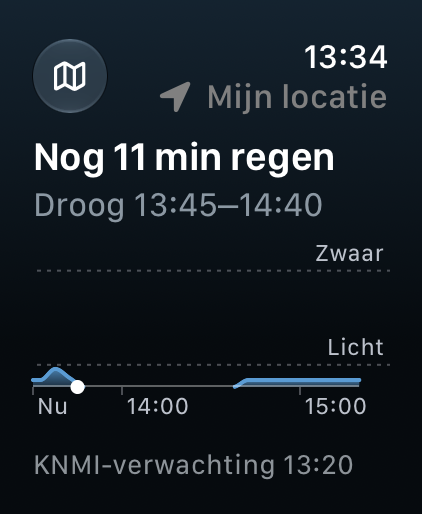 13:34
Mijn locatie
Nog 11 min regen
Droog 13:45–14:40
Zwaar
Licht
Nu 14:00 15:00
KNMI-verwachting 13:20